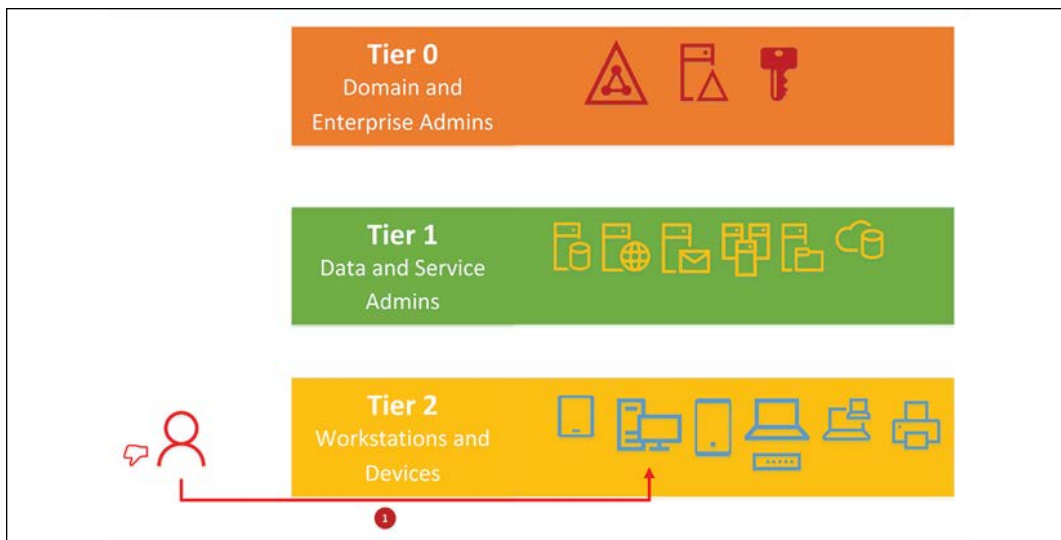 Tier 0
Domain and
Enterprise Admins
Tier 1
Data and Service
Admins
Tier 2
Workstations and
Devices
1